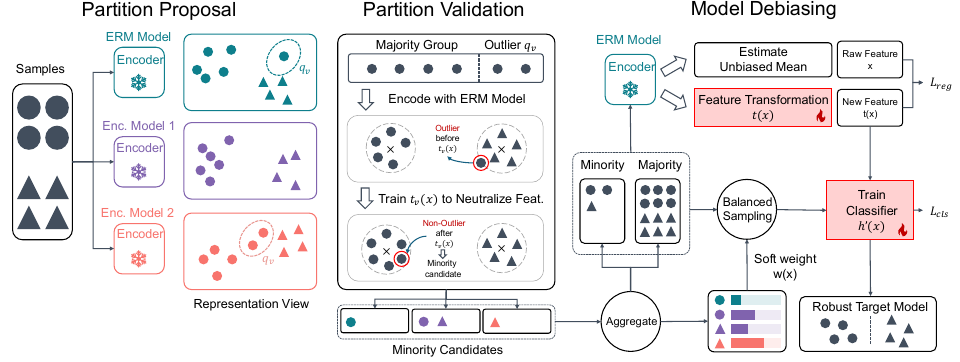 Partition Proposal
Samples
ERM Model
Encoder
q_v
Enc. Model 1
Encoder
Enc. Model 2
Encoder
q_v
Representation View
Partition Validation
Majority Group
Outlier q_v
Encode with ERM Model
Outlier
before
t_v(x)
Train t_v(x) to Neutralize Feat.
Non-Outlier
after
t_v(x)
Minority
candidate
Minority Candidates
Model Debiasing
ERM Model
Encoder
Estimate
Unbiased Mean
Feature Transformation
t(x)
Raw Feature
x
New Feature
t(x)
L_reg
Minority
Majority
Balanced
Sampling
Train
Classifier
h'(x)
L_cls
Soft weight
w(x)
Aggregate
Robust Target Model